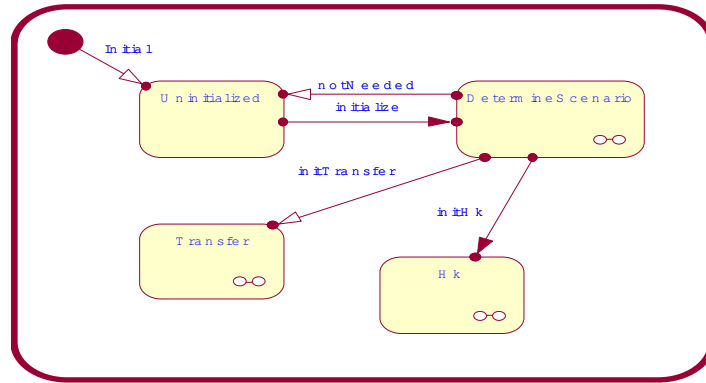 Initial
notNeeded
Uninitialized
DetermineScenario
initialize
initTransfer
initHk
Transfer
Hk